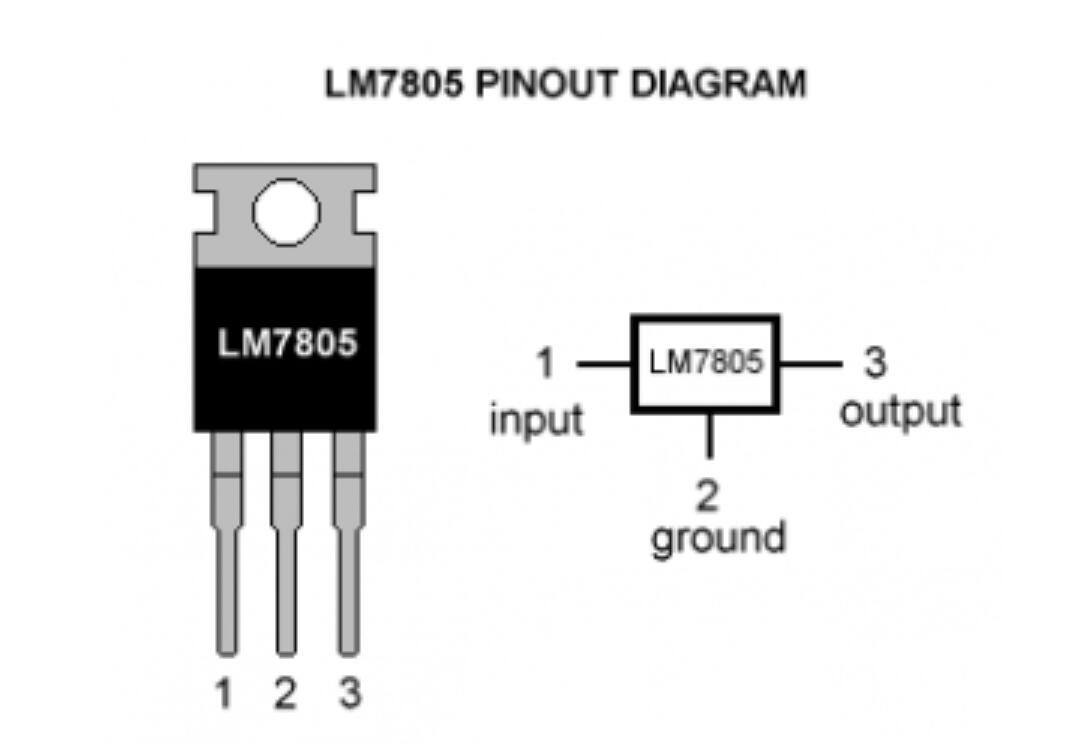 LM7805 PINOUT DIAGRAM
LM7805
1 2 3
1 LM7805 3
input output
2
ground